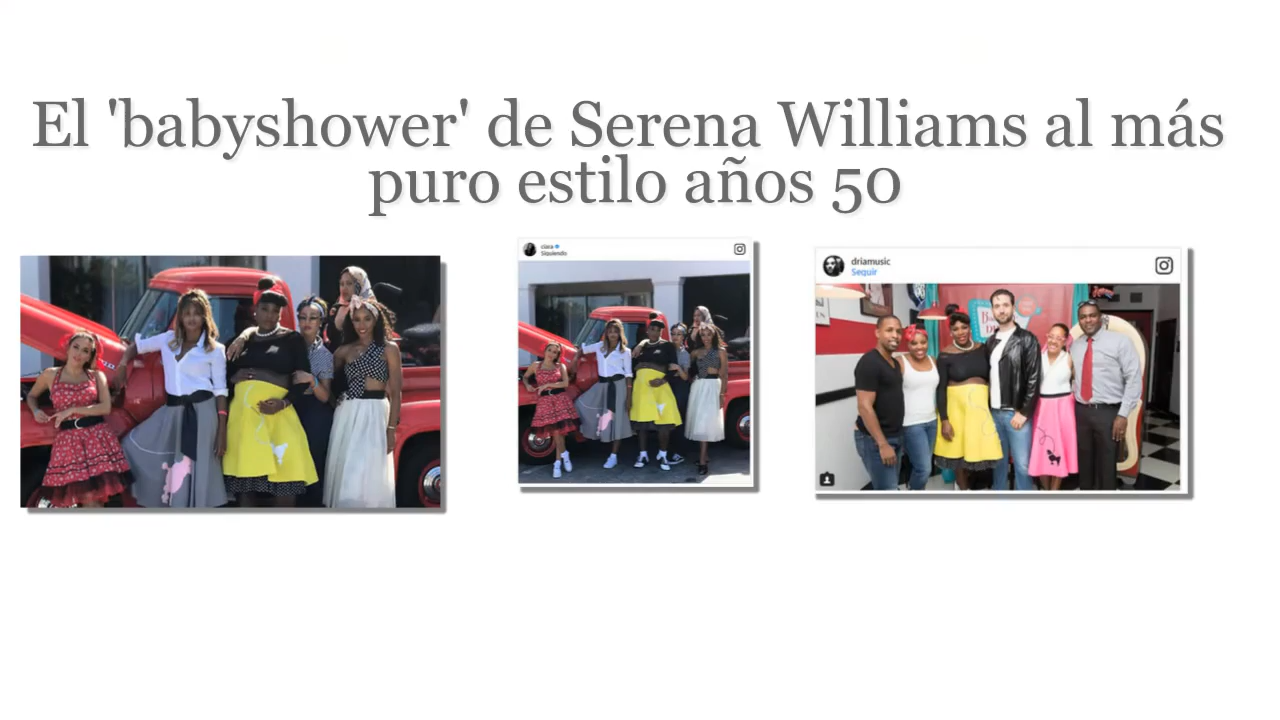 El 'babyshower' de Serena Williams al más
puro estilo años 50
ciara
Siguiendo
driamusic
Seguir